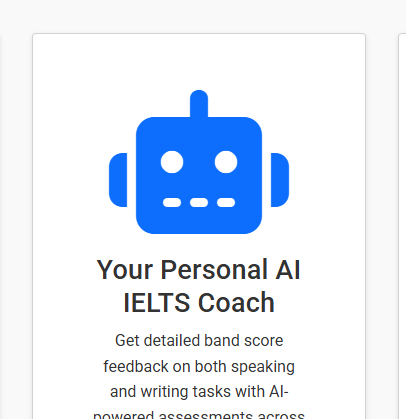 Your Personal AI
IELTS Coach
Get detailed band score
feedback on both speaking
and writing tasks with AI-
powered assessments across